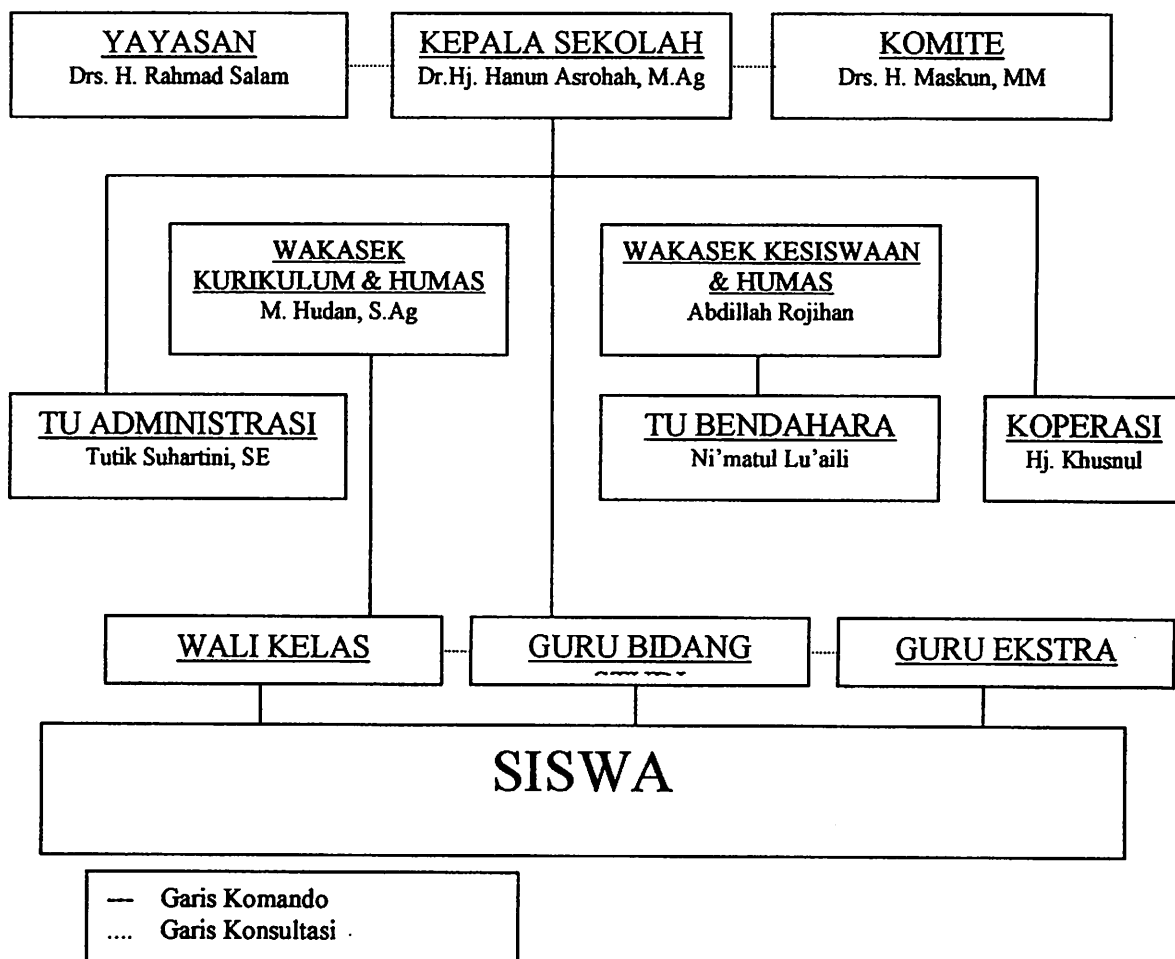 YAYASAN
Drs. H. Rahmad Salam
KEPALA SEKOLAH
Dr.Hj. Hanun Asrohah, M.Ag
KOMITE
Drs. H. Maskun, MM
WAKASEK
KURIKULUM & HUMAS
M. Hudan, S.Ag
WAKASEK KESISWAAN
& HUMAS
Abdillah Rojihan
TU ADMINISTRASI
Tutik Suhartini, SE
TU BENDAHARA
Ni'matul Lu'aili
KOPERASI
Hj. Khusnul
WALI KELAS
GURU BIDANG
GURU EKSTRA
SISWA
— Garis Komando
.... Garis Konsultasi